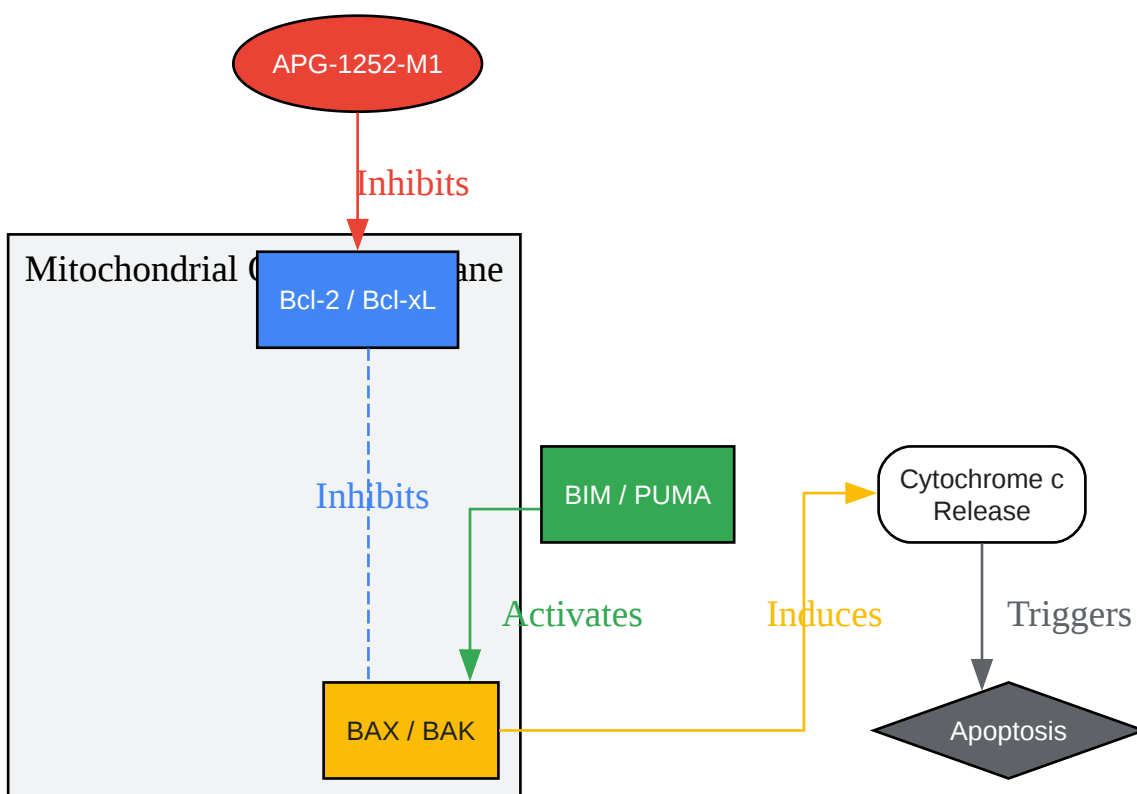 APG-1252-M1
Inhibits
Mitochondrial
Bcl-2 / Bcl-xL
Inhibits
BIM / PUMA
Cytochrome c
Release
Activates
Induces
Triggers
BAX / BAK
Apoptosis